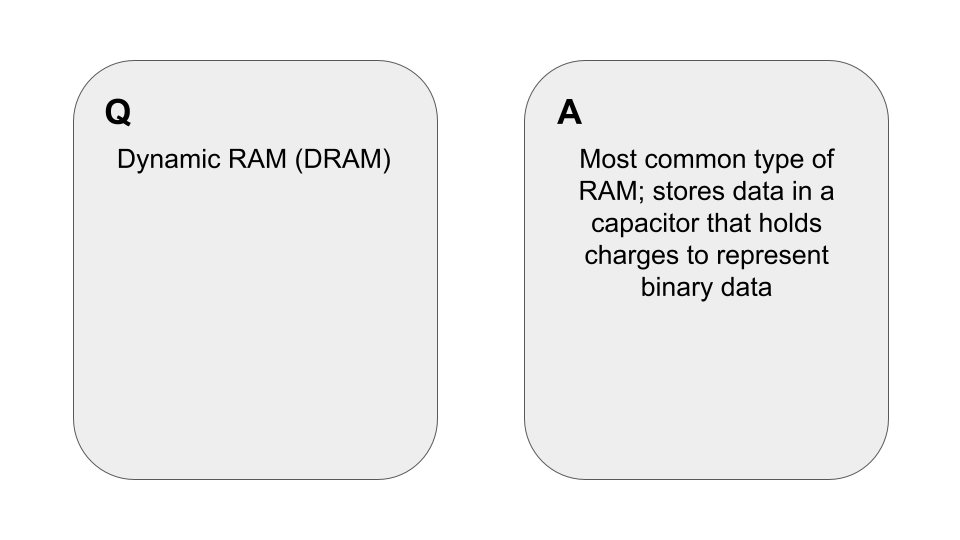 Q
Dynamic RAM (DRAM)
A
Most common type of
RAM; stores data in a
capacitor that holds
charges to represent
binary data